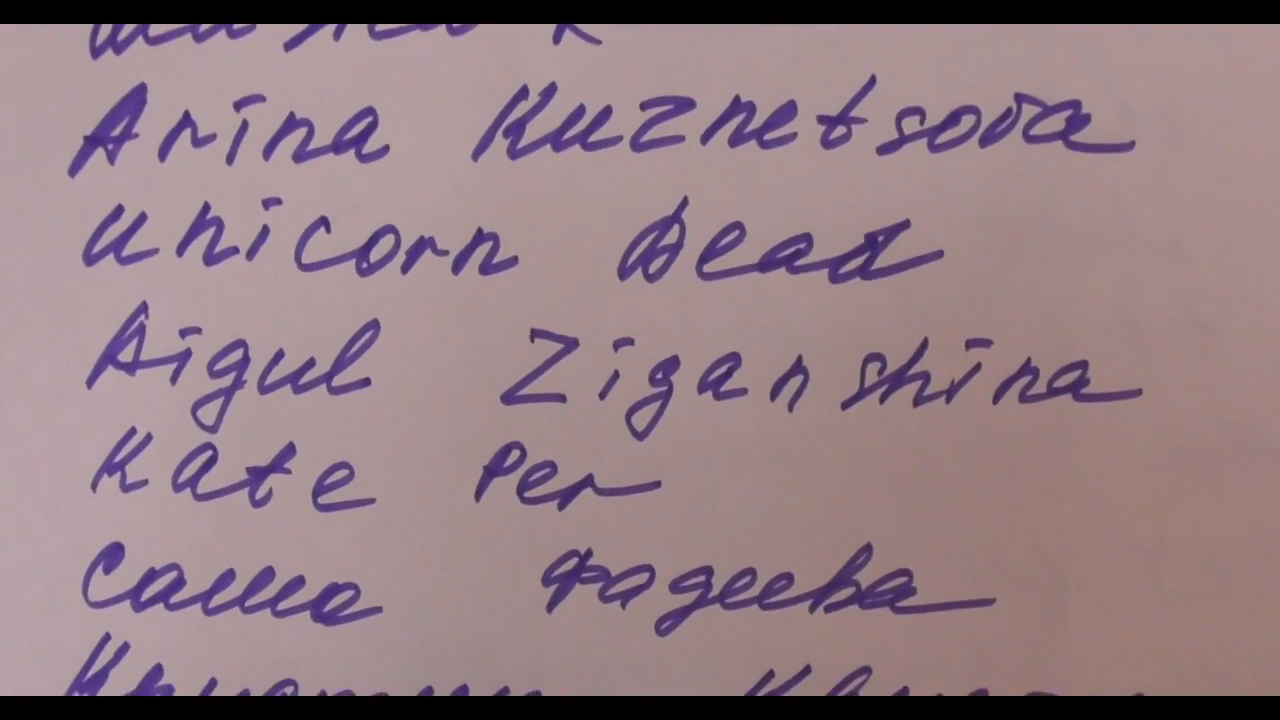 Arina Kuznetsova
Unicorn Dead
Aigul Ziganshina
Kate Per
Саша Фадеева